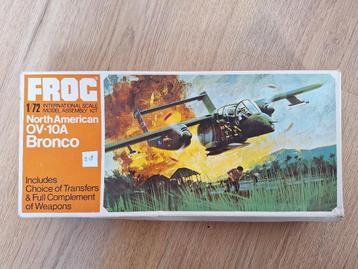 FROG
1/72 INTERNATIONAL SCALE
MODEL ASSEMBLY KIT
North American
OV-10A
Bronco
Includes
Choice of Transfers
& Full Complement
of Weapons